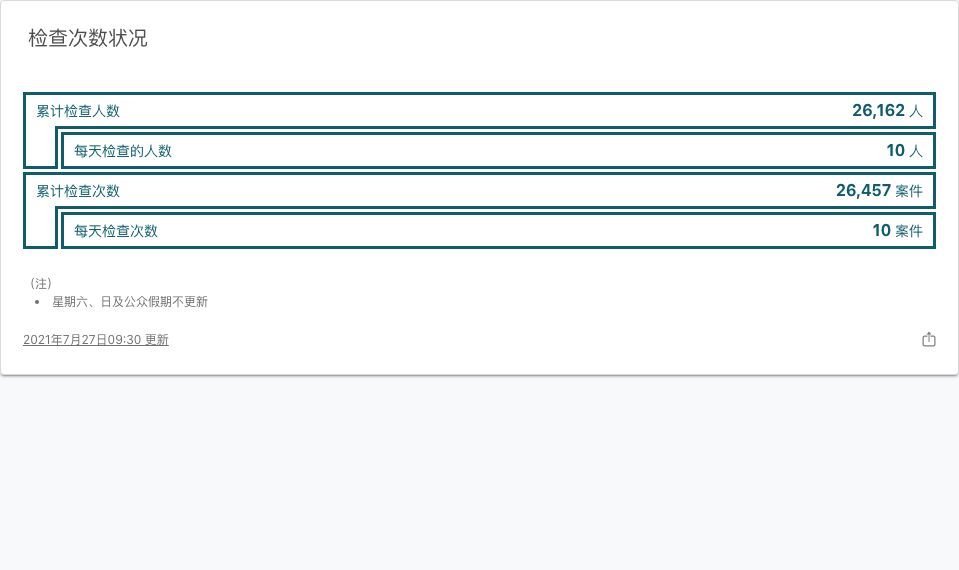 检查次数状况
累计检查人数 26,162 人
每天检查的人数 10 人
累计检查次数 26,457 案件
每天检查次数 10 案件
（注）
• 星期六、日及公众假期不更新
2021年7月27日09:30 更新